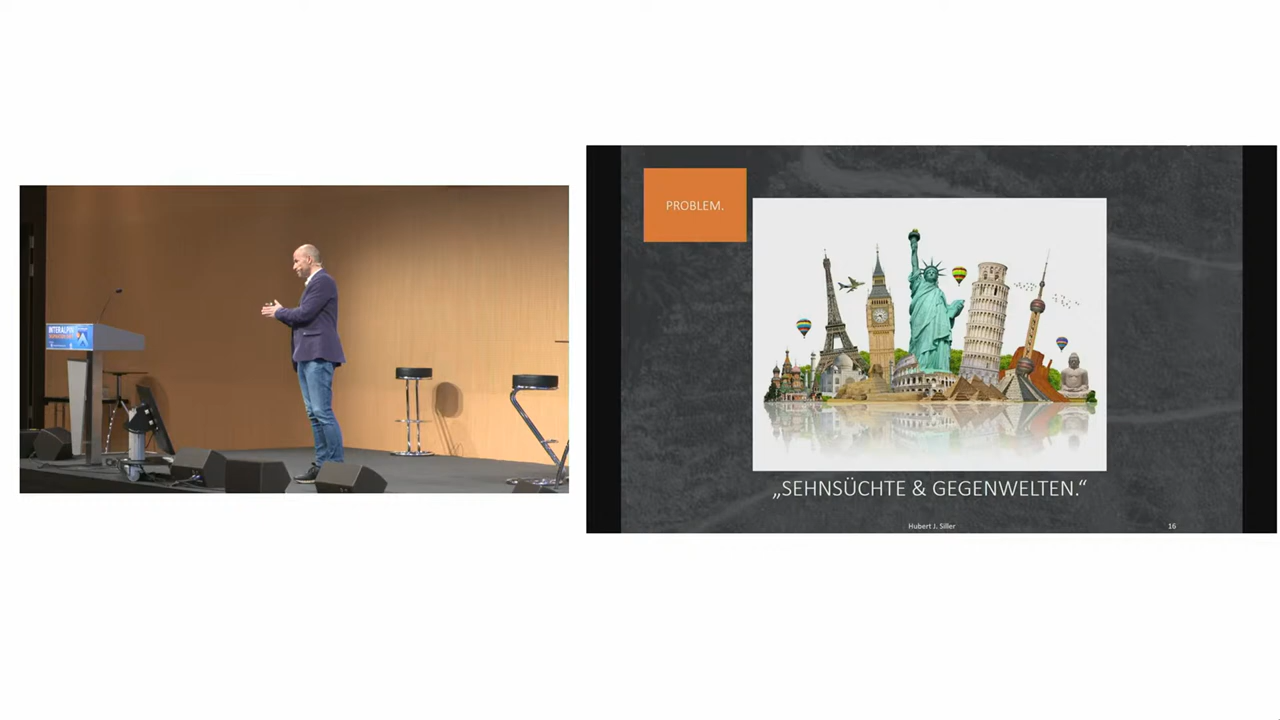 INTERALPIN
PROBLEM.
„SEHNSÜCHTE & GEGENWELTEN.“
Hubert J. Siller
16